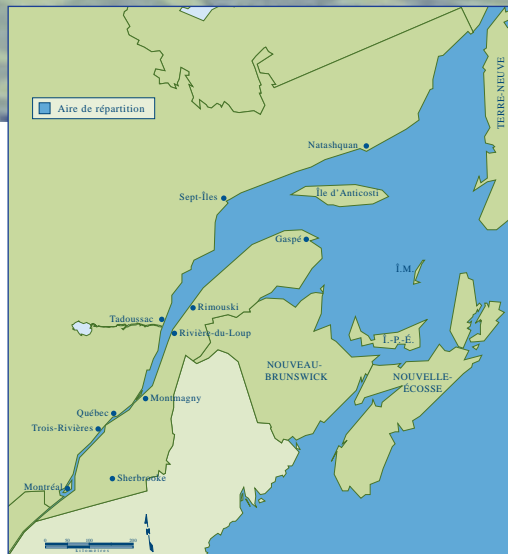 Aire de répartition
TERRE-NEUVE
Natashquan
Sept-Îles
Île d'Anticosti
Gaspé
Î.M.
Rimouski
Tadoussac
Rivière-du-Loup
Î.-P.-É.
NOUVEAU-
BRUNSWICK
NOUVELLE-
ÉCOSSE
Montmagny
Québec
Trois-Rivières
Sherbrooke
Montréal
kilomètres